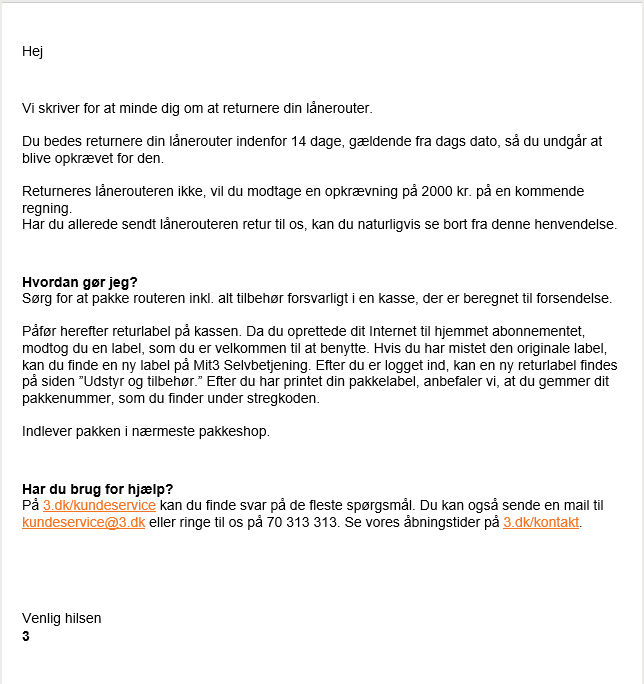 Hej
Vi skriver for at minde dig om at returnere din lånerouter.
Du bedes returnere din lånerouter indenfor 14 dage, gældende fra dags dato, så du undgår at
blive opkrævet for den.
Returneres lånerouteren ikke, vil du modtage en opkrævning på 2000 kr. på en kommende
regning.
Har du allerede sendt lånerouteren retur til os, kan du naturligvis se bort fra denne henvendelse.
Hvordan gør jeg?
Sørg for at pakke routeren inkl. alt tilbehør forsvarligt i en kasse, der er beregnet til forsendelse.
Påfør herefter returlabel på kassen. Da du oprettede dit Internet til hjemmet abonnementet,
modtog du en label, som du er velkommen til at benytte. Hvis du har mistet den originale label,
kan du finde en ny label på Mit3 Selvbetjening. Efter du er logget ind, kan en ny returlabel findes
på siden ”Udstyr og tilbehør.” Efter du har printet din pakkelabel, anbefaler vi, at du gemmer dit
pakkenummer, som du finder under stregkoden.
Indlever pakken i nærmeste pakkeshop.
Har du brug for hjælp?
På 3.dk/kundeservice kan du finde svar på de fleste spørgsmål. Du kan også sende en mail til
kundeservice@3.dk eller ringe til os på 70 313 313. Se vores åbningstider på 3.dk/kontakt.
Venlig hilsen
3